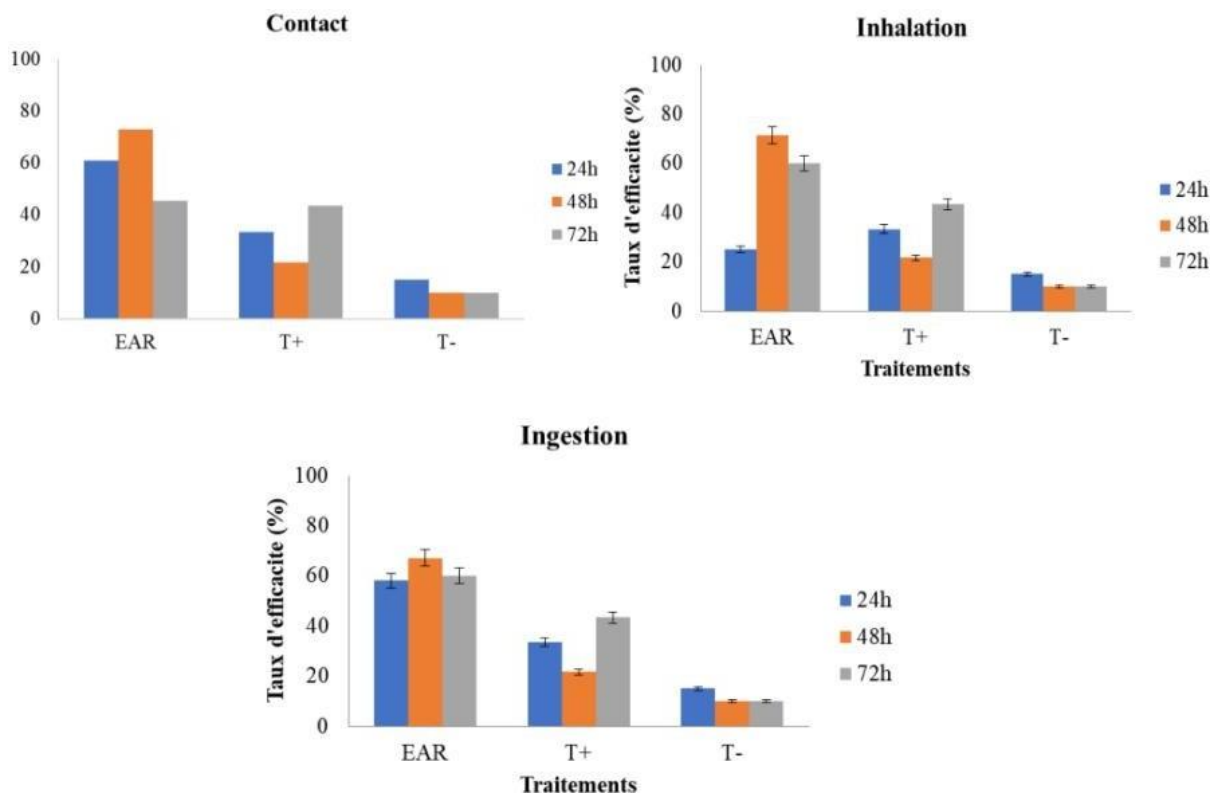 Contact
100
80
60
40
20
0
EAR T+ T-
24h
48h
72h
Inhalation
Taux d'efficacite (%)
100
80
60
40
20
0
EAR T+ T-
Traitements
24h
48h
72h
Ingestion
Taux d'efficacite (%)
100
80
60
40
20
0
EAR T+ T-
Traitements
24h
48h
72h